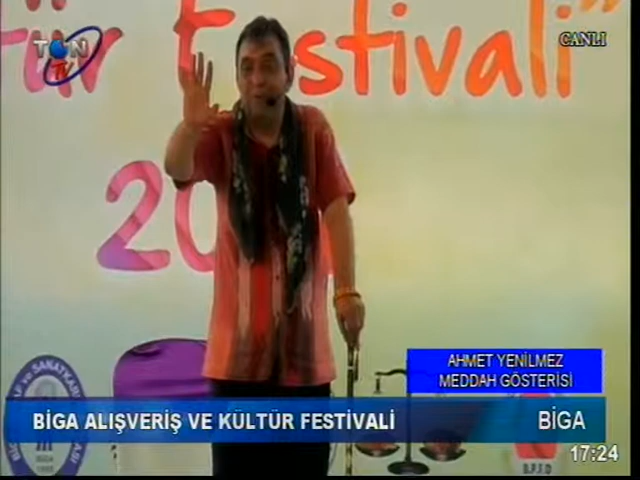 TON
TV
CANLI
Festivali"
20
AHMET YENİLMEZ
MEDDAH GÖSTERİSİ
BİGA ALIŞVERİŞ VE KÜLTÜR FESTİVALİ
BİGA
17:24